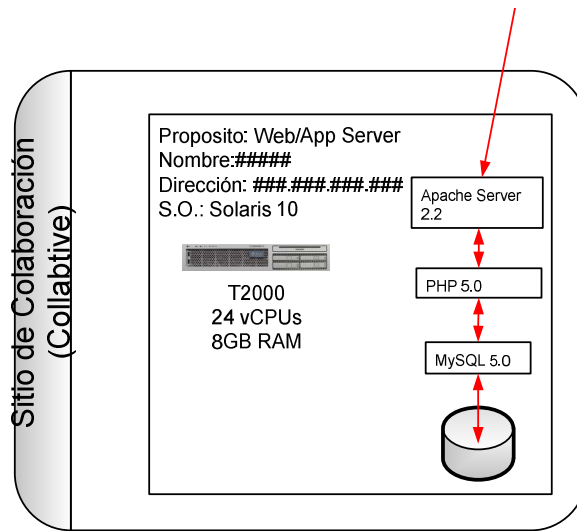 Sitio de Colaboración
(Collabtive)
Proposito: Web/App Server
Nombre:#####
Dirección: ###.###.###.###
S.O.: Solaris 10
T2000
24 vCPUs
8GB RAM
Apache Server
2.2
PHP 5.0
MySQL 5.0